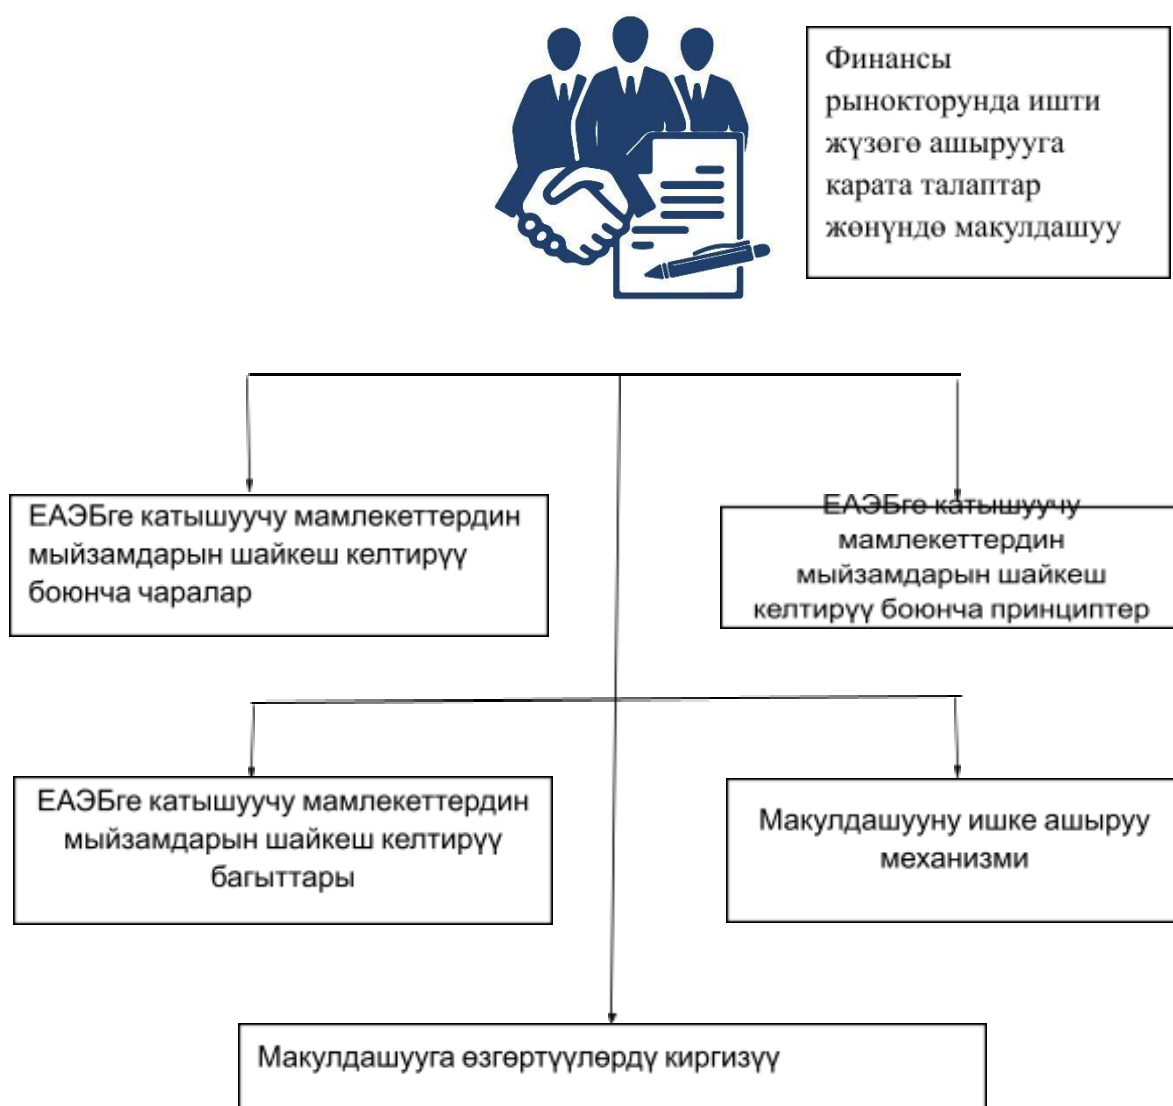 Финансы
рынокторунда ишти
жүзөгө ашырууга
карата талаптар
жөнүндө макулдашуу
ЕАЭБге катышуучу мамлекеттердин
мыйзамдарын шайкеш келтирүү
боюнча чаралар
ЕАЭБге катышуучу
мамлекеттердин
мыйзамдарын шайкеш
келтирүү боюнча принциптер
ЕАЭБге катышуучу мамлекеттердин
мыйзамдарын шайкеш келтирүү
багыттары
Макулдашууну ишке ашыруу
механизми
Макулдашууга өзгөртүүлөрдү киргизүү